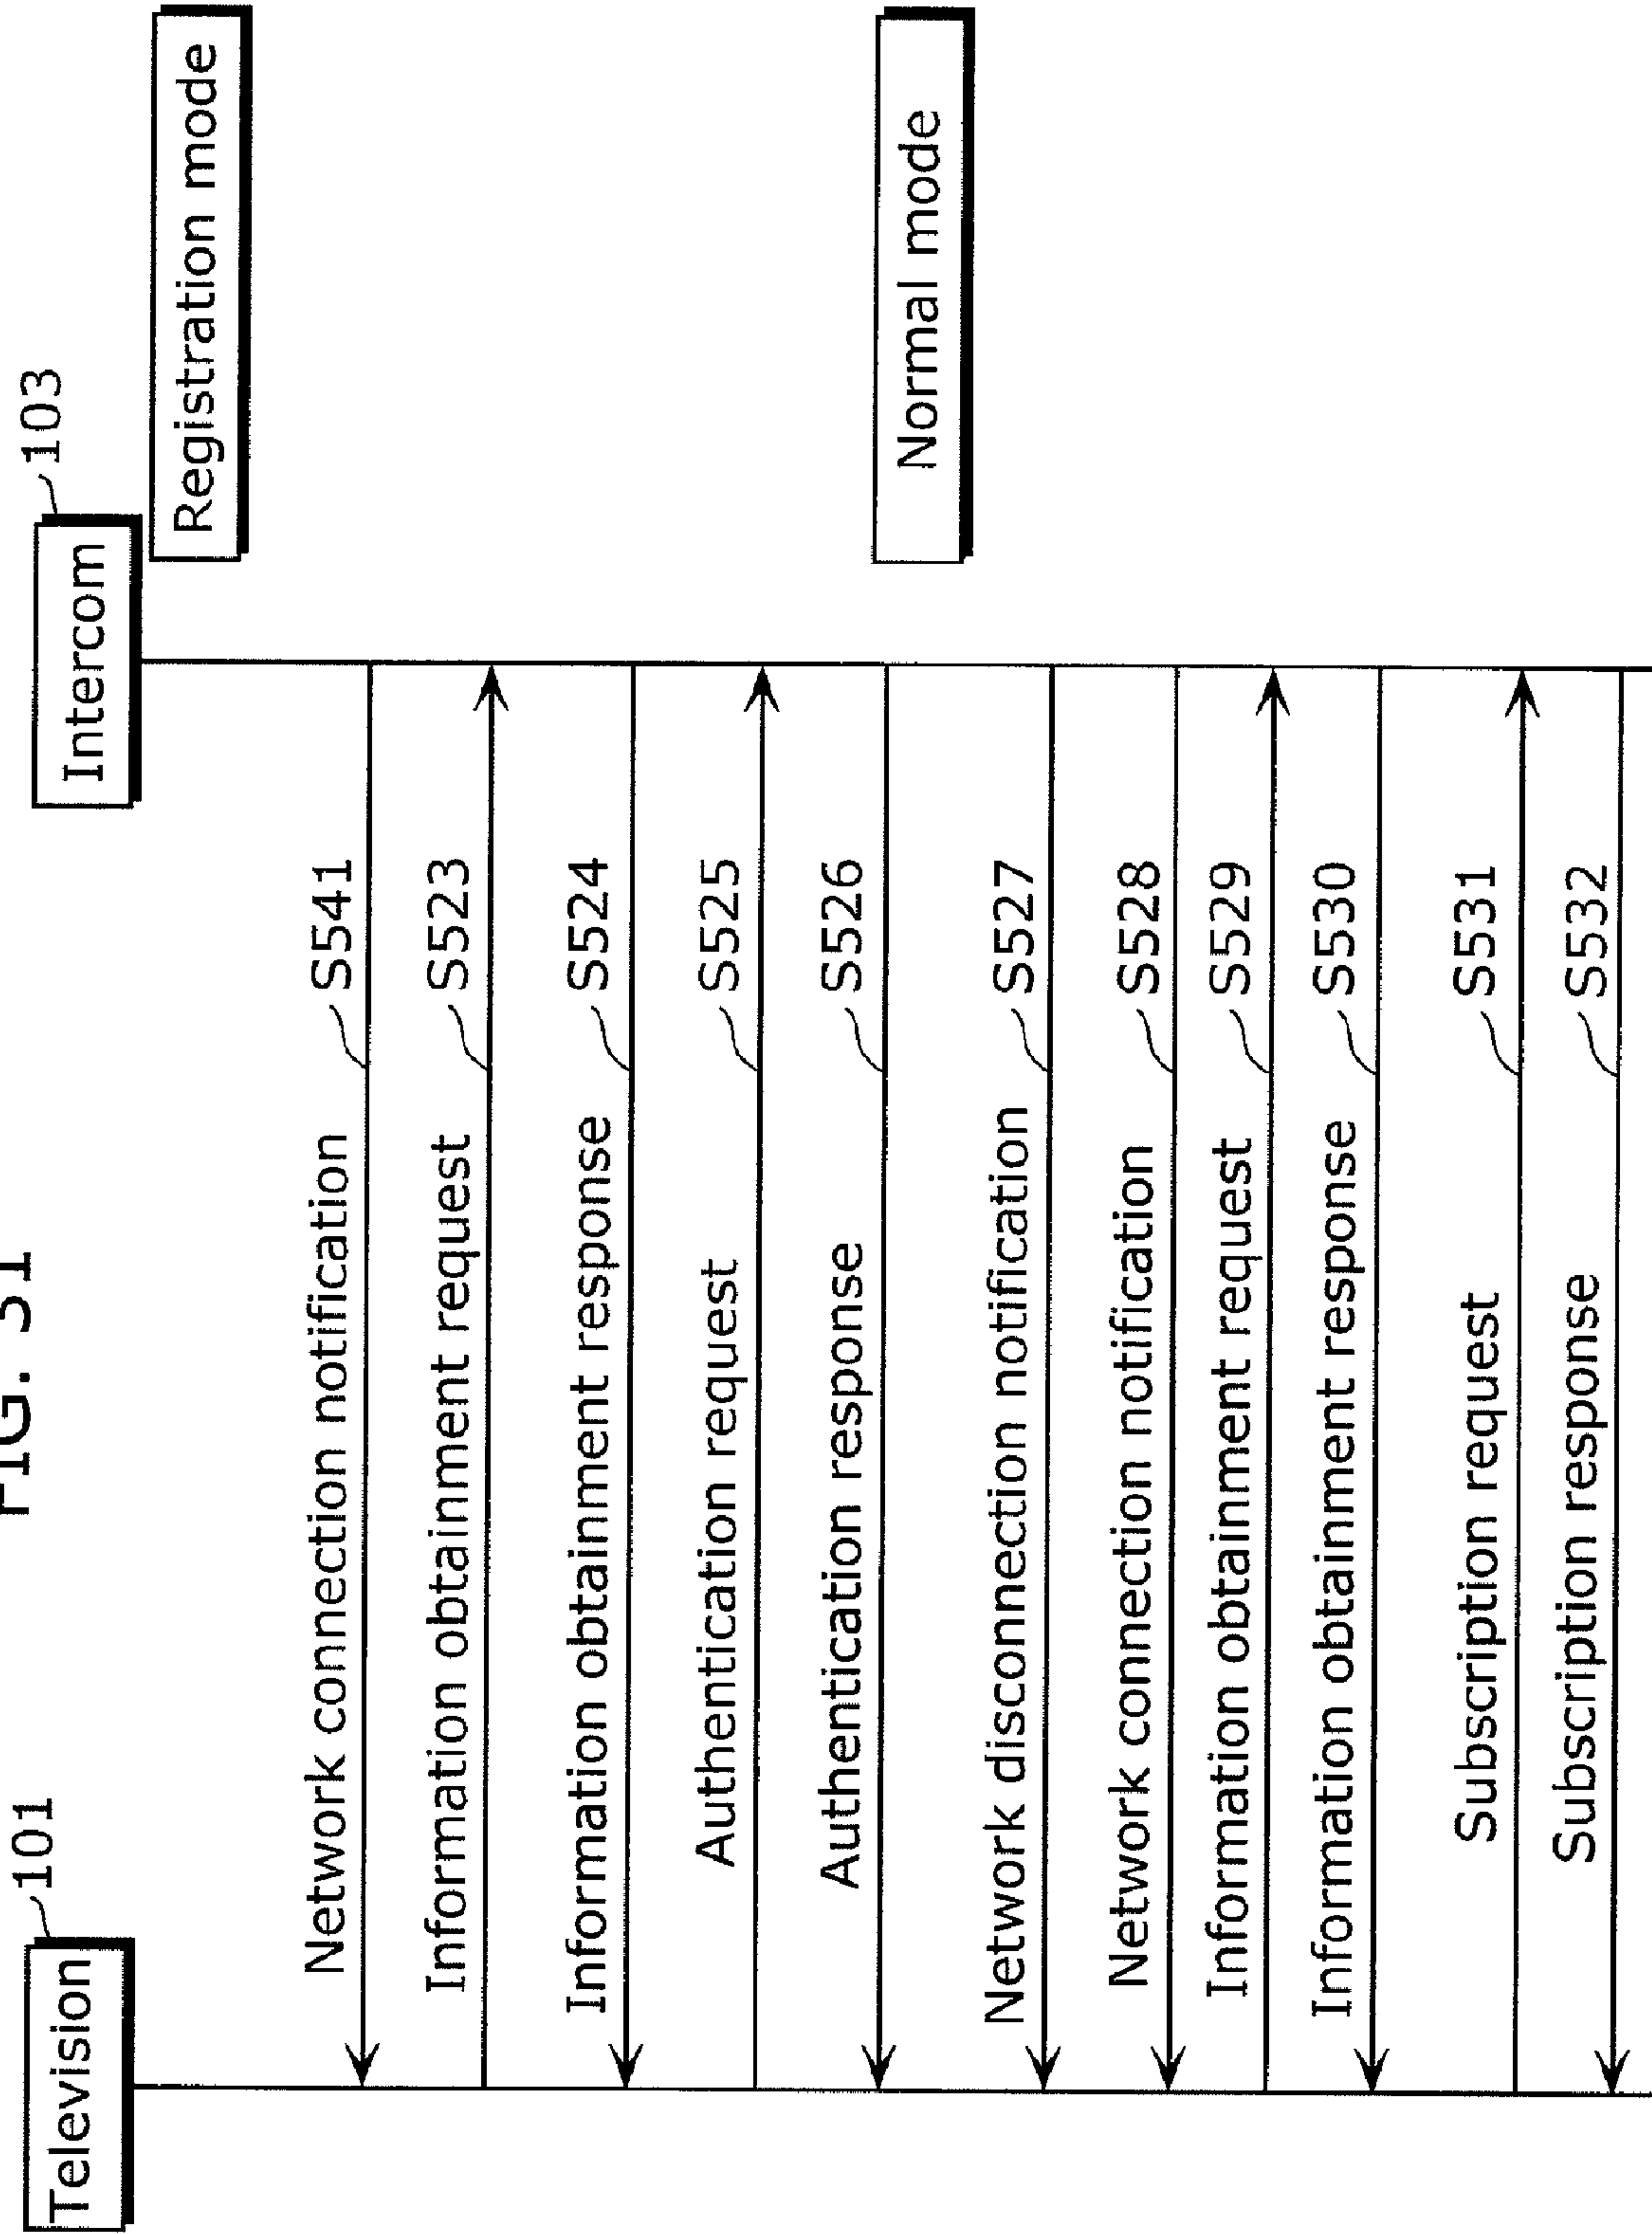 FIG. 31
Television
101
Intercom
103
Registration mode
Network connection notification
S541
Information obtainment request
S523
Information obtainment response
S524
Authentication request
S525
Authentication response
S526
Normal mode
Network disconnection notification
S527
Network connection notification
S528
Information obtainment request
S529
Information obtainment response
S530
Subscription request
S531
Subscription response
S532